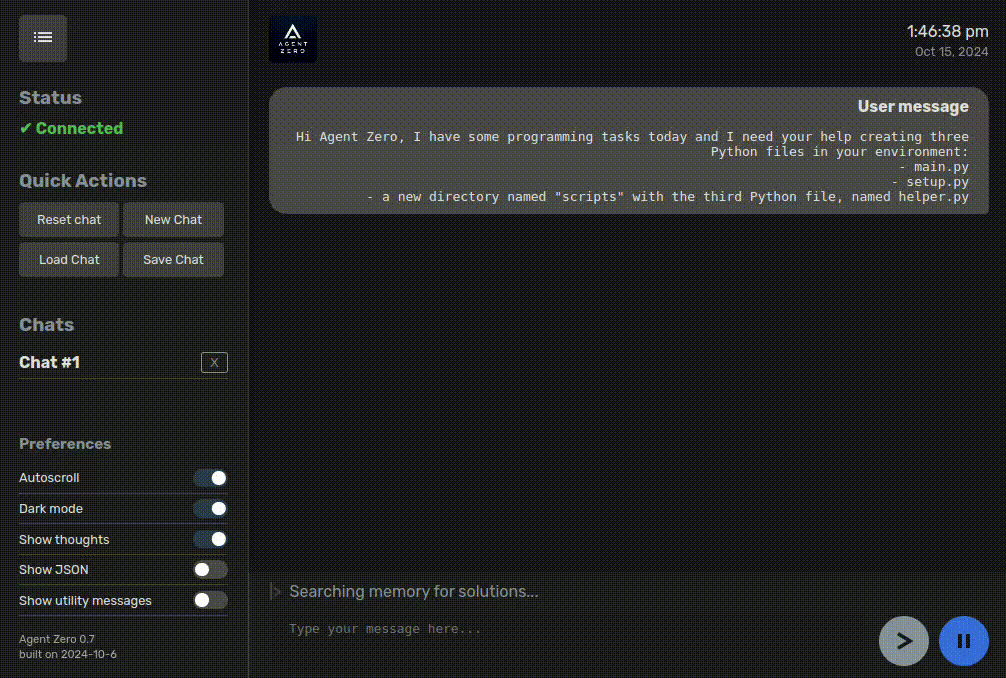 AGENT
ZERO
1:46:38 pm
Oct 15, 2024
Status
✔ Connected
Quick Actions
Reset chat
New Chat
Load Chat
Save Chat
Chats
Chat #1
X
Preferences
Autoscroll
Dark mode
Show thoughts
Show JSON
Show utility messages
Agent Zero 0.7
built on 2024-10-6
User message
Hi Agent Zero, I have some programming tasks today and I need your help creating three
Python files in your environment:
- main.py
- setup.py
- a new directory named "scripts" with the third Python file, named helper.py
|> Searching memory for solutions...
Type your message here...